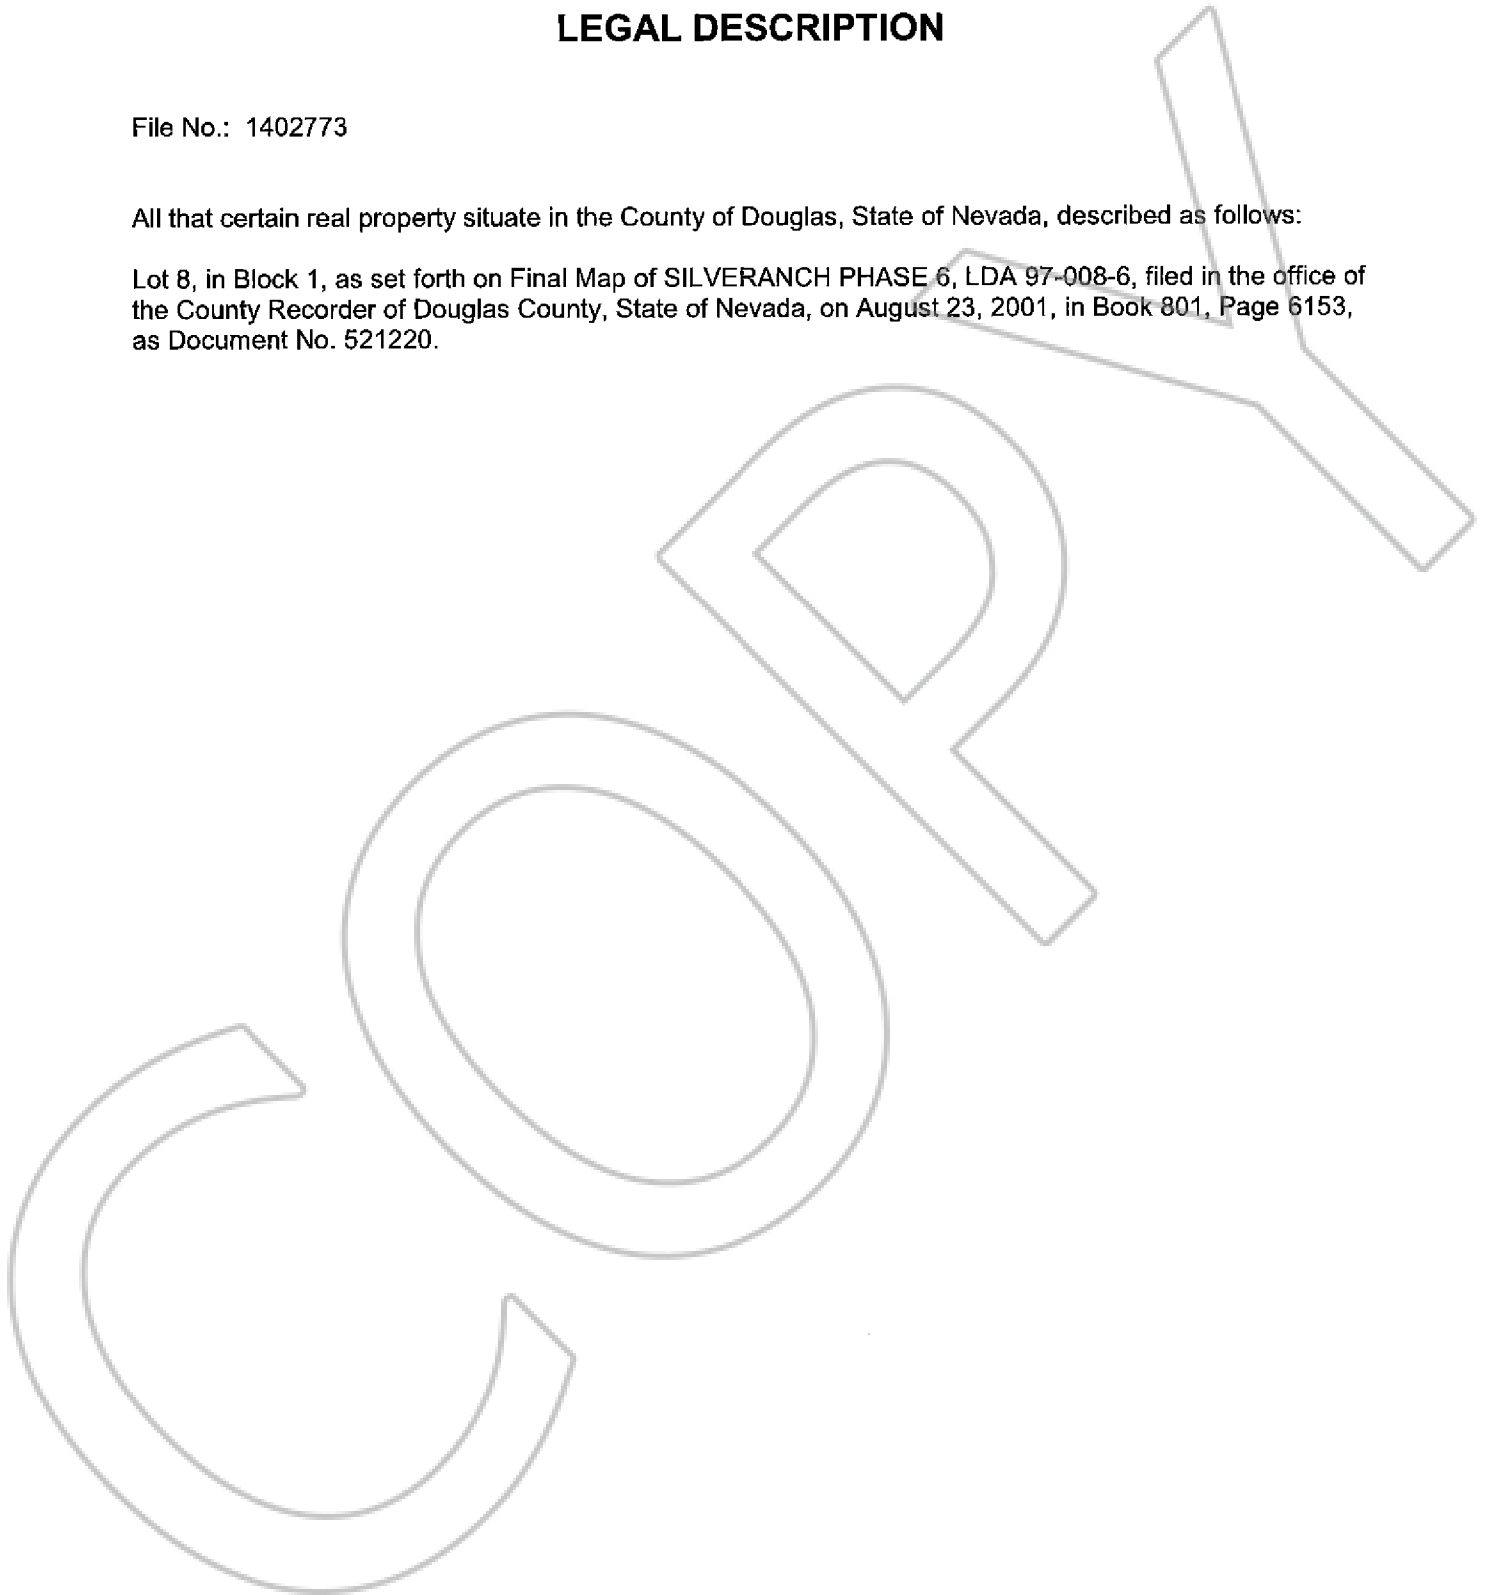 LEGAL DESCRIPTION
File No.: 1402773
All that certain real property situate in the County of Douglas, State of Nevada, described as follows:
Lot 8, in Block 1, as set forth on Final Map of SILVERANCH PHASE 6, LDA 97-008-6, filed in the office of
the County Recorder of Douglas County, State of Nevada, on August 23, 2001, in Book 801, Page 6153,
as Document No. 521220.
COPY